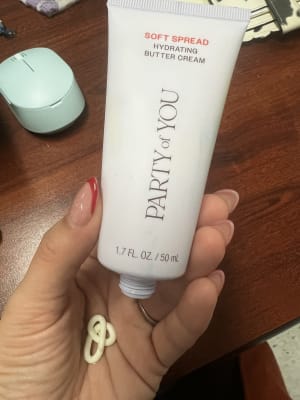 SOFT SPREAD
HYDRATING
BUTTER CREAM
PARTY of YOU
1.7 FL. OZ. / 50 mL